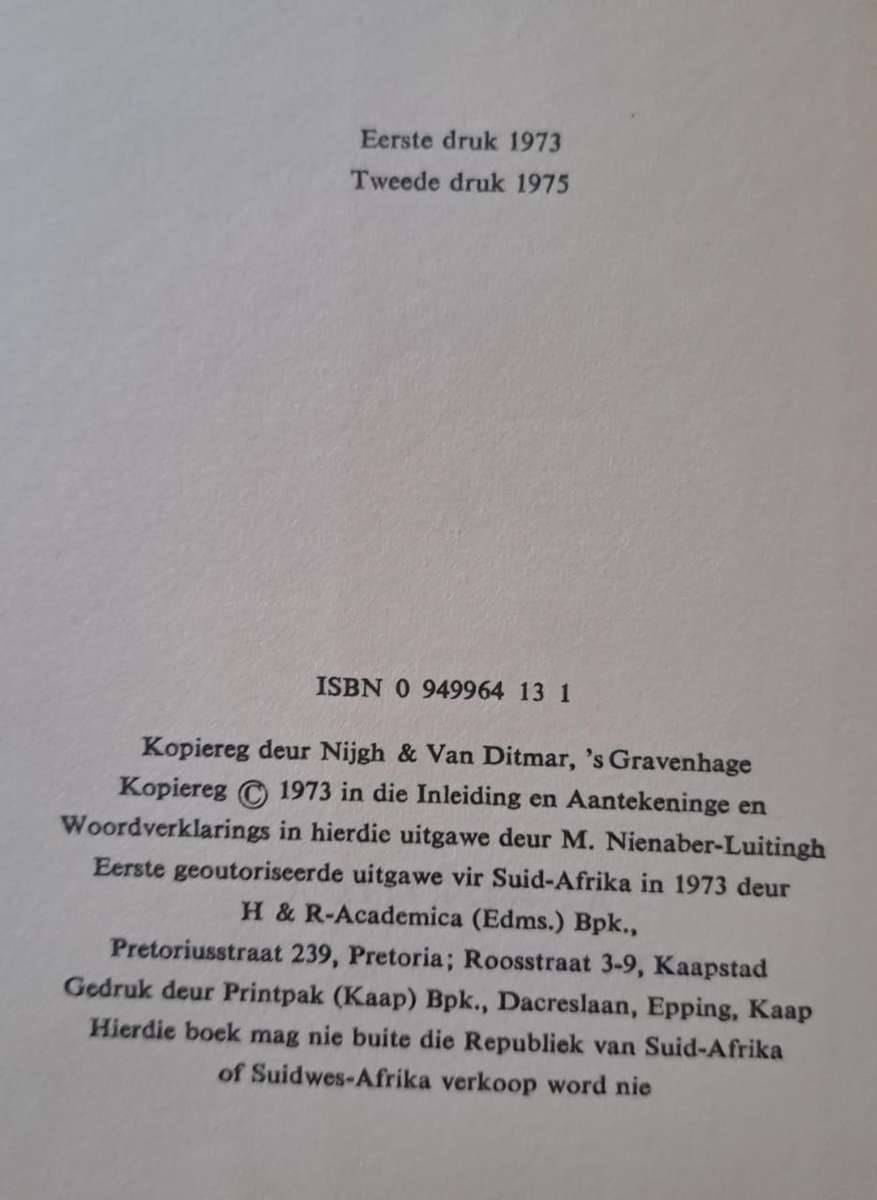 Eerste druk 1973
Tweede druk 1975
ISBN 0 949964 13 1
Kopiereg deur Nijgh & Van Ditmar, 's Gravenhage
Kopiereg © 1973 in die Inleiding en Aantekeninge en
Woordverklarings in hierdie uitgawe deur M. Nienaber-Luitingh
Eerste geoutoriseerde uitgawe vir Suid-Afrika in 1973 deur
H & R-Academica (Edms.) Bpk.,
Pretoriusstraat 239, Pretoria; Roosstraat 3-9, Kaapstad
Gedruk deur Printpak (Kaap) Bpk., Dacreslaan, Epping, Kaap
Hierdie boek mag nie buite die Republiek van Suid-Afrika
of Suidwes-Afrika verkoop word nie